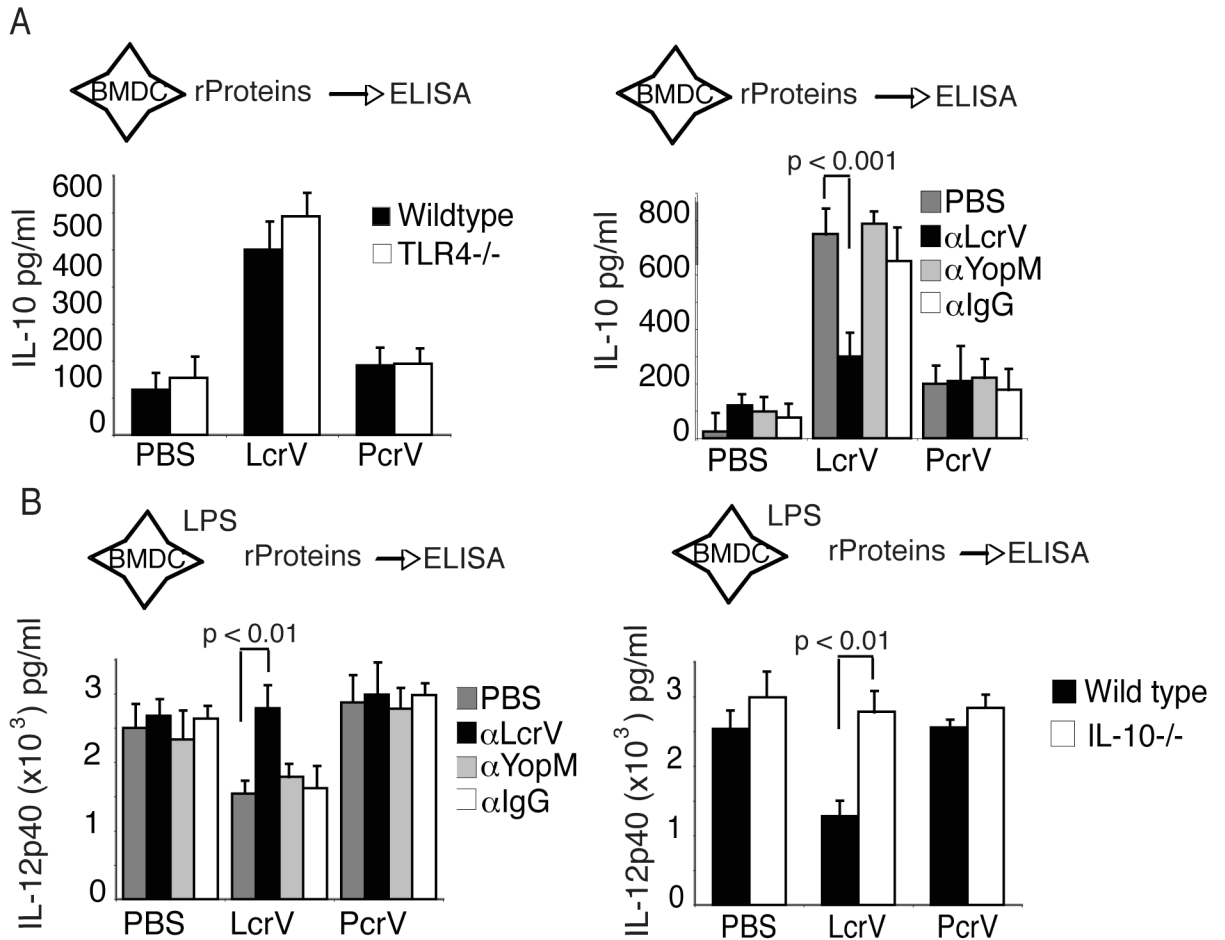 A
BMDC rProteins ELISA
IL-10 pg/ml
600
500
400
300
200
100
0
Wildtype
TLR4-/-
PBS LcrV PcrV
BMDC rProteins ELISA
p < 0.001
IL-10 pg/ml
800
600
400
200
0
PBS
αLcrV
αYopM
αIgG
PBS LcrV PcrV
B
LPS
BMDC rProteins ELISA
p < 0.01
IL-12p40 (x10³) pg/ml
3
2
1
0
PBS
αLcrV
αYopM
αIgG
PBS LcrV PcrV
LPS
BMDC rProteins ELISA
p < 0.01
IL-12p40 (x10³) pg/ml
3
2
1
0
Wild type
IL-10-/-
PBS LcrV PcrV